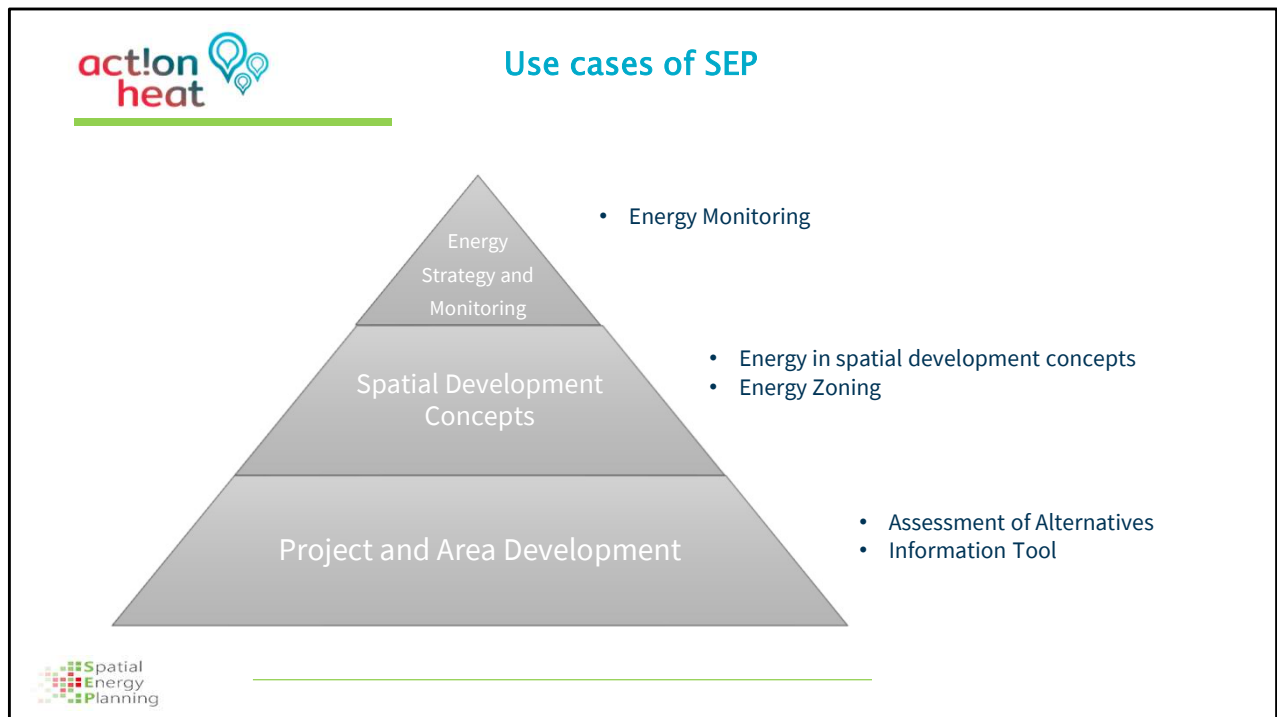 act!on
heat
Use cases of SEP
Energy
Strategy and
Monitoring
• Energy Monitoring
Spatial Development
Concepts
• Energy in spatial development concepts
• Energy Zoning
Project and Area Development
• Assessment of Alternatives
• Information Tool
Spatial
Energy
Planning